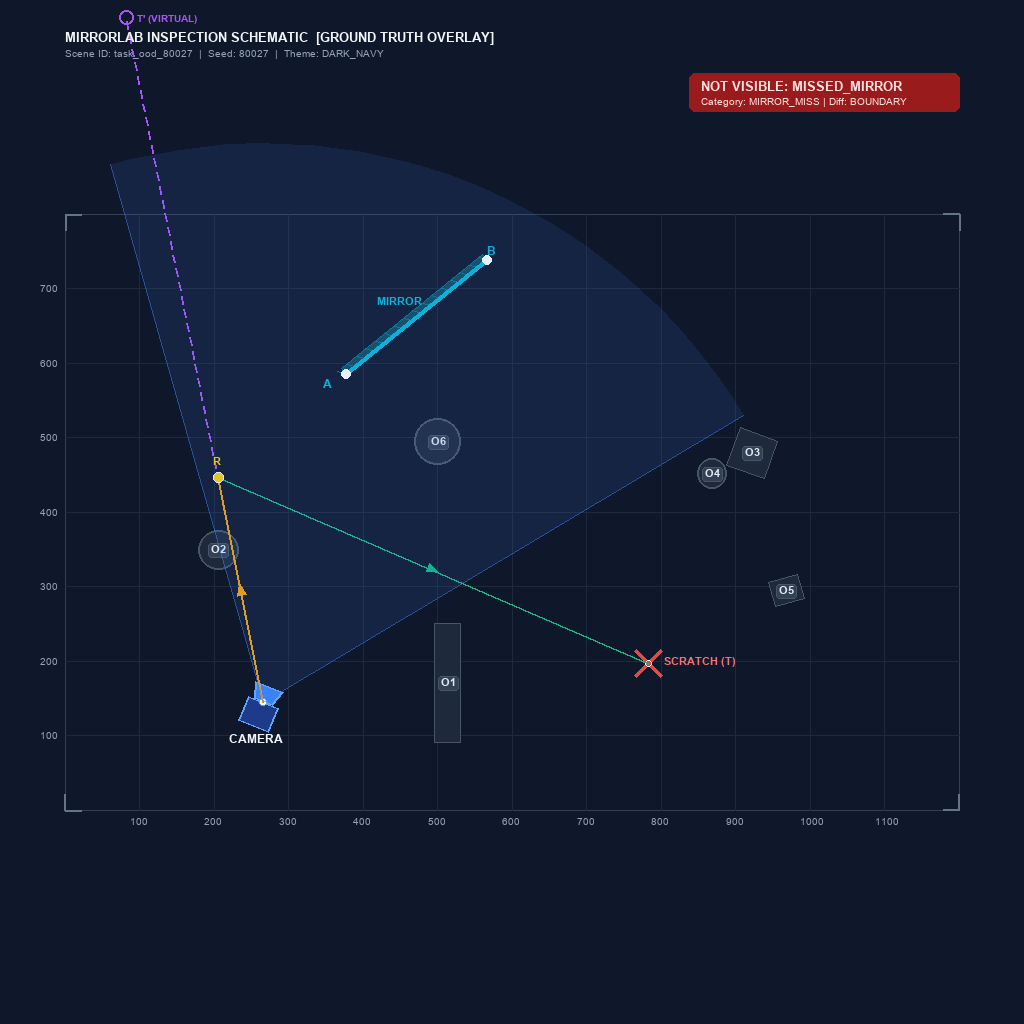 T' (VIRTUAL)
MIRRORLAB INSPECTION SCHEMATIC [GROUND TRUTH OVERLAY]
Scene ID: task_ood_80027 | Seed: 80027 | Theme: DARK_NAVY
NOT VISIBLE: MISSED_MIRROR
Category: MIRROR_MISS | Diff: BOUNDARY
B
MIRROR
A
O6
O3
O4
R
O2
O5
SCRATCH (T)
O1
CAMERA
700
600
500
400
300
200
100
100 200 300 400 500 600 700 800 900 1000 1100